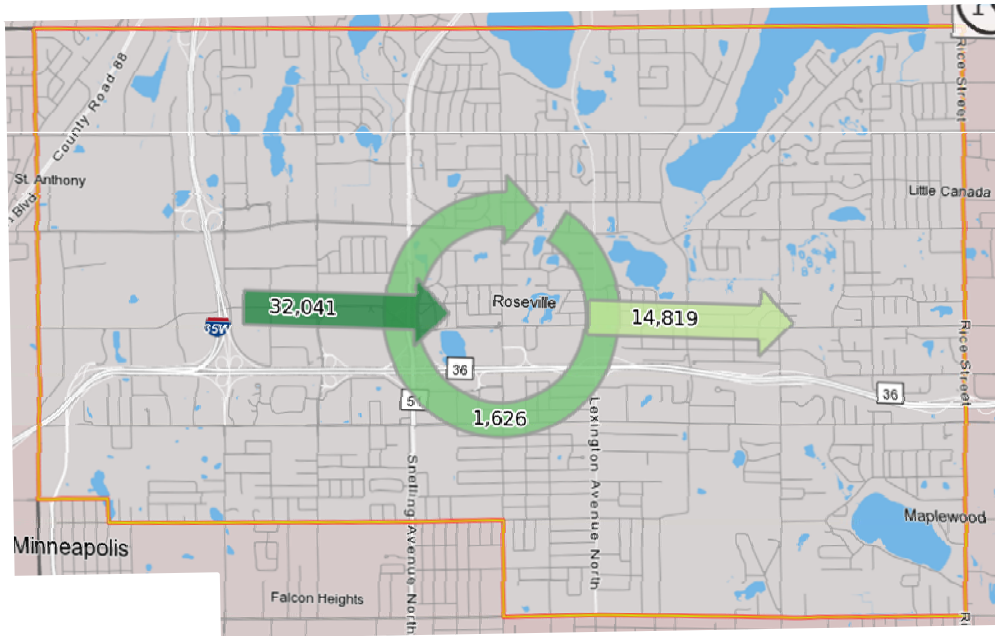 County Road 88
Rice Street
St. Anthony
Blvd.
Little Canada
32,041
Roseville
14,819
35W
36
36
Rice Street
1,626
Lexington Avenue North
Snelling Avenue North
Maplewood
Minneapolis
Falcon Heights